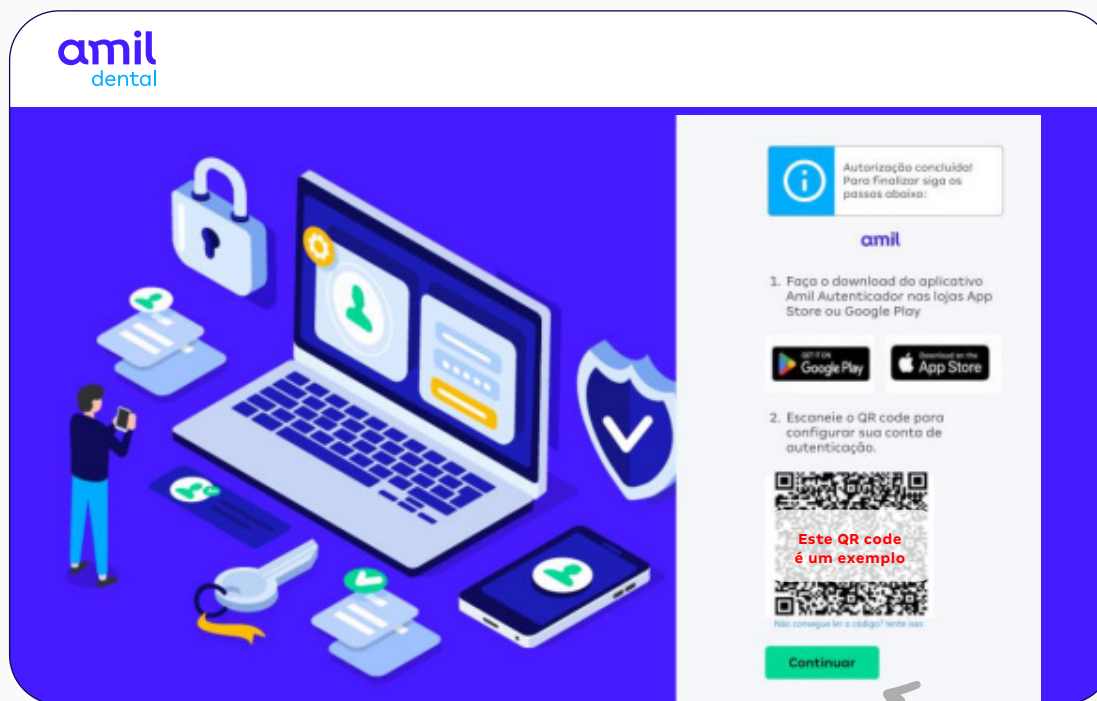 amil
dental
Autorização concluída!
Para finalizar siga os
passos abaixo:
amil
1. Faça o download do aplicativo
Amil Autenticador nas lojas App
Store ou Google Play
GET IT ON
Google Play
Download on the
App Store
2. Escaneie o QR code para
configurar sua conta de
autenticação.
Este QR code
é um exemplo
Não consegue ler o código? tente isso
Continuar